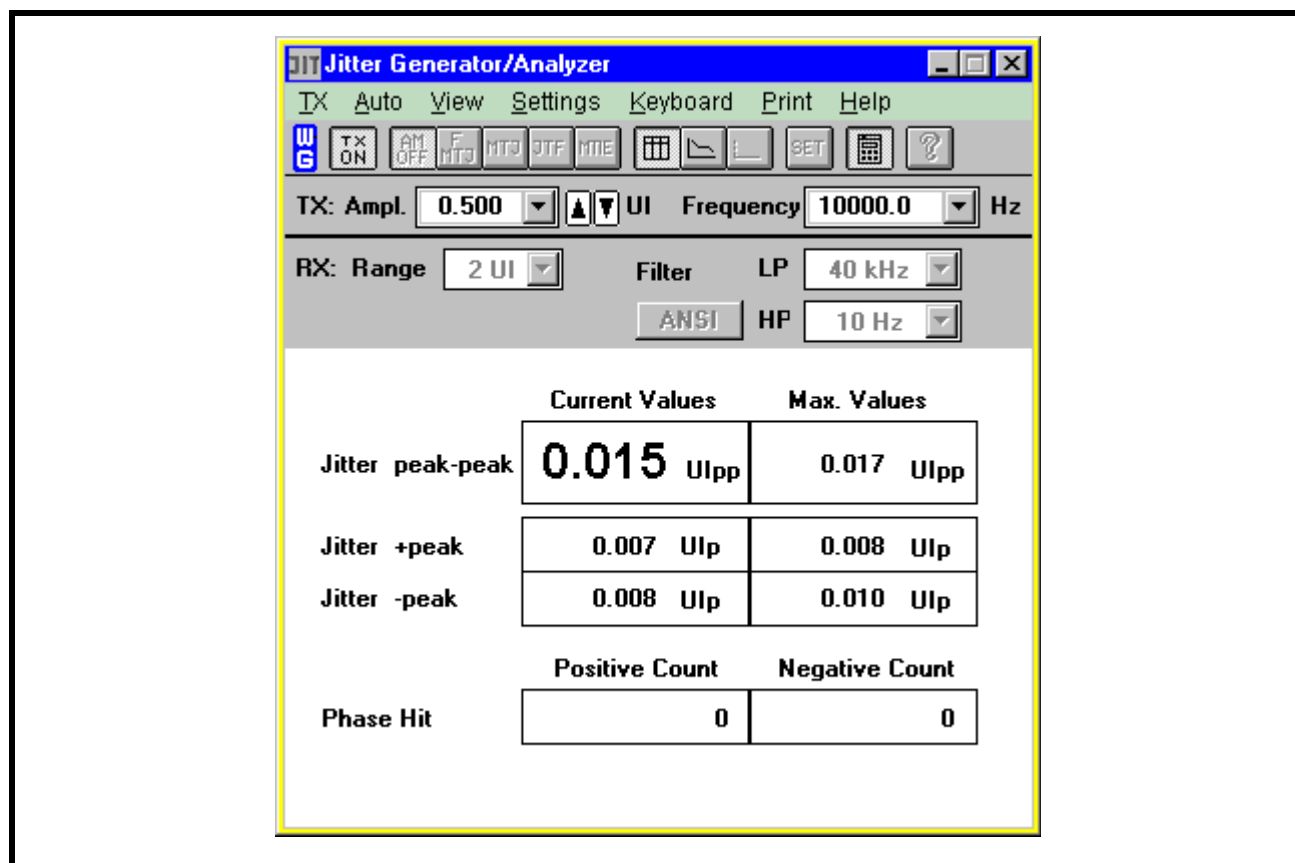 JIT Jitter Generator/Analyzer
TX Auto View Settings Keyboard Print Help
WG TX ON AM OFF F MTJ MTJ JTF MTIE SET ?
TX: Ampl. 0.500 UI Frequency 10000.0 Hz
RX: Range 2 UI Filter LP 40 kHz
ANSI HP 10 Hz
Current Values Max. Values
Jitter peak-peak 0.015 UIpp 0.017 UIpp
Jitter +peak 0.007 UIp 0.008 UIp
Jitter -peak 0.008 UIp 0.010 UIp
Positive Count Negative Count
Phase Hit 0 0